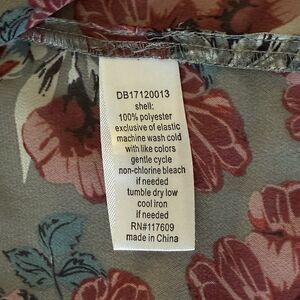 DB17120013
shell:
100% polyester
exclusive of elastic
machine wash cold
with like colors
gentle cycle
non-chlorine bleach
if needed
tumble dry low
cool iron
if needed
RN#117609
made in China